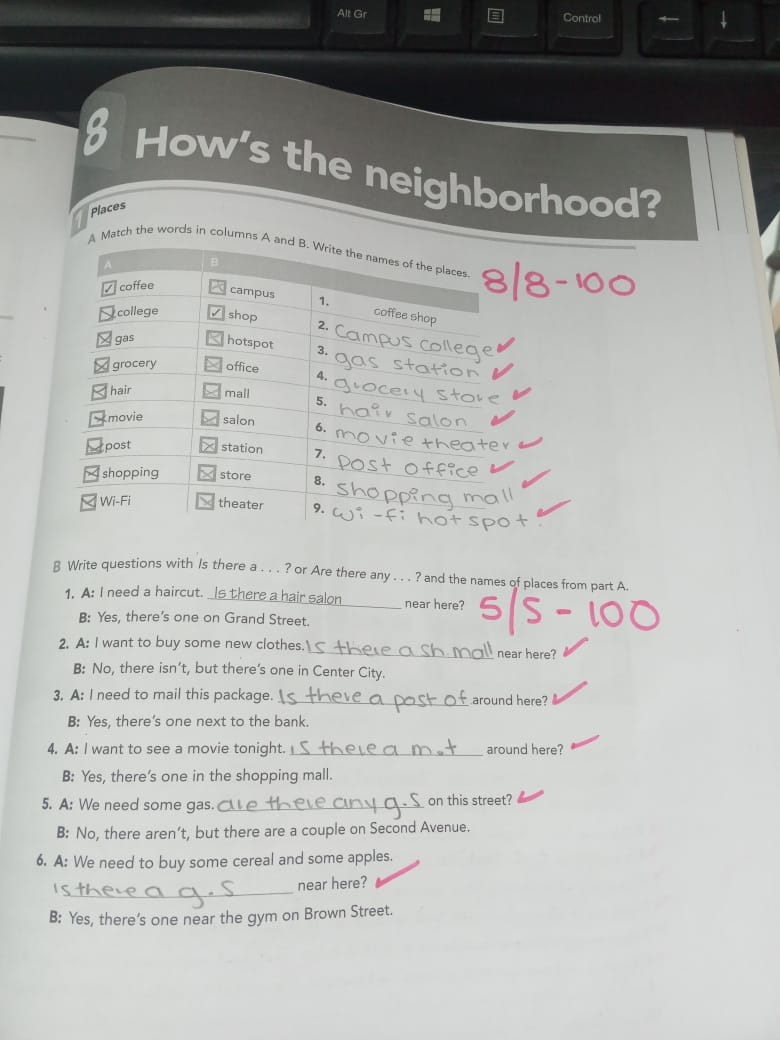 Alt Gr
Control
8 How's the neighborhood?
1 Places
A Match the words in columns A and B. Write the names of the places.
8/8-100
A B
coffee campus 1. coffee shop
college shop 2. Campus college
gas hotspot 3. gas station
grocery office 4. grocery store
hair mall 5. hair salon
movie salon 6. movie theater
post station 7. post office
shopping store 8. shopping mall
Wi-Fi theater 9. wi-fi hotspot.
B Write questions with Is there a . . . ? or Are there any . . . ? and the names of places from part A.
1. A: I need a haircut. Is there a hair salon near here? 5/5-100
B: Yes, there's one on Grand Street.
2. A: I want to buy some new clothes. Is there a sh. mall near here?
B: No, there isn't, but there's one in Center City.
3. A: I need to mail this package. Is there a post of around here?
B: Yes, there's one next to the bank.
4. A: I want to see a movie tonight. is there a m.t around here?
B: Yes, there's one in the shopping mall.
5. A: We need some gas. are there any g.s on this street?
B: No, there aren't, but there are a couple on Second Avenue.
6. A: We need to buy some cereal and some apples.
Is there a g.s near here?
B: Yes, there's one near the gym on Brown Street.